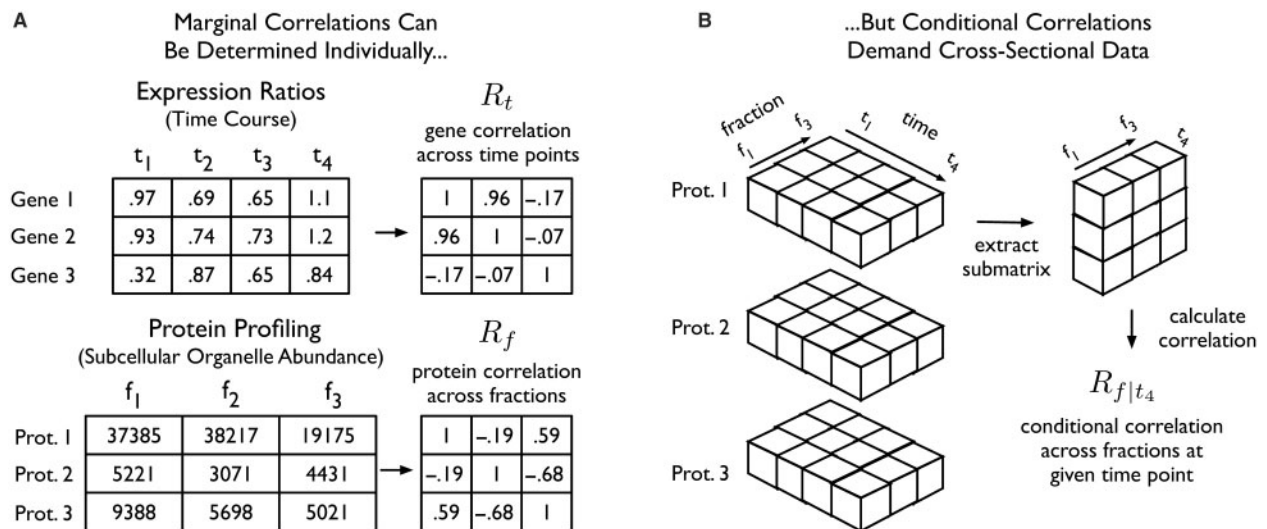 A
Marginal Correlations Can
Be Determined Individually...
Expression Ratios
(Time Course)
t1 t2 t3 t4
Gene 1 .97 .69 .65 1.1
Gene 2 .93 .74 .73 1.2
Gene 3 .32 .87 .65 .84
Rt
gene correlation
across time points
1 .96 –.17
.96 1 –.07
–.17 –.07 1
Protein Profiling
(Subcellular Organelle Abundance)
f1 f2 f3
Prot. 1 37385 38217 19175
Prot. 2 5221 3071 4431
Prot. 3 9388 5698 5021
Rf
protein correlation
across fractions
1 –.19 .59
–.19 1 –.68
.59 –.68 1
B
...But Conditional Correlations
Demand Cross-Sectional Data
fraction
f1 f3
time
t1 t4
Prot. 1
Prot. 2
Prot. 3
extract
submatrix
f1 f3 t4
calculate
correlation
Rf|t4
conditional correlation
across fractions at
given time point